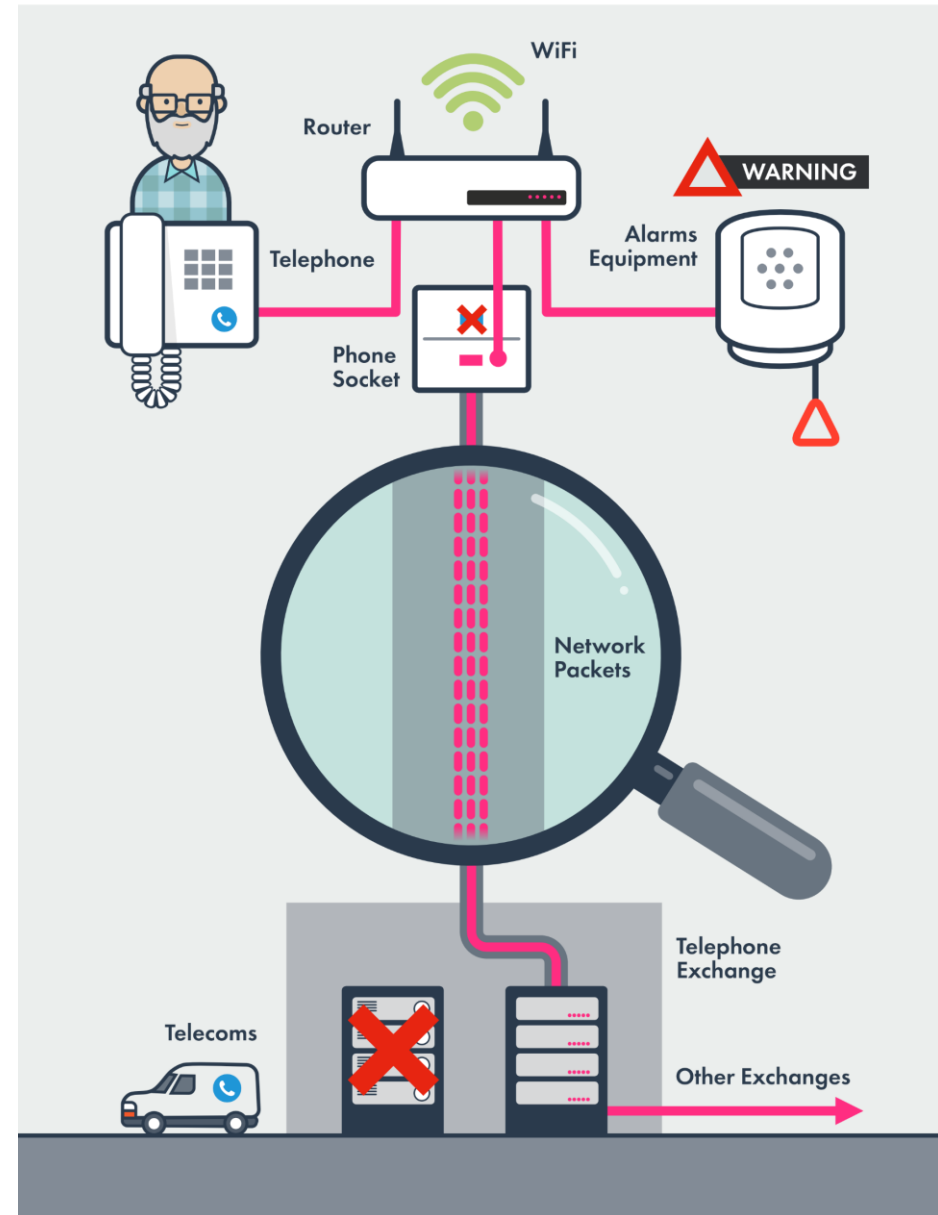 WiFi
Router
WARNING
Telephone
Alarms
Equipment
Phone
Socket
Network
Packets
Telephone
Exchange
Telecoms
Other Exchanges